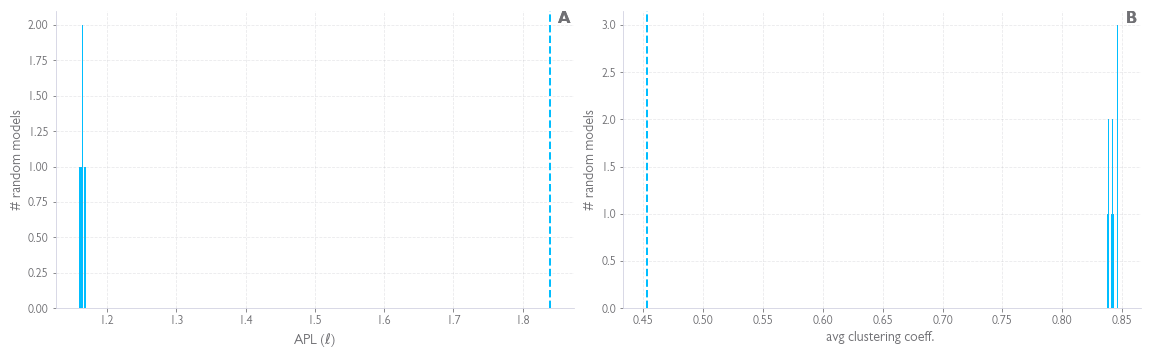 A
# random models
2.00
1.75
1.50
1.25
1.00
0.75
0.50
0.25
0.00
1.2 1.3 1.4 1.5 1.6 1.7 1.8
APL (ℓ)
B
# random models
3.0
2.5
2.0
1.5
1.0
0.5
0.0
0.45 0.50 0.55 0.60 0.65 0.70 0.75 0.80 0.85
avg clustering coeff.